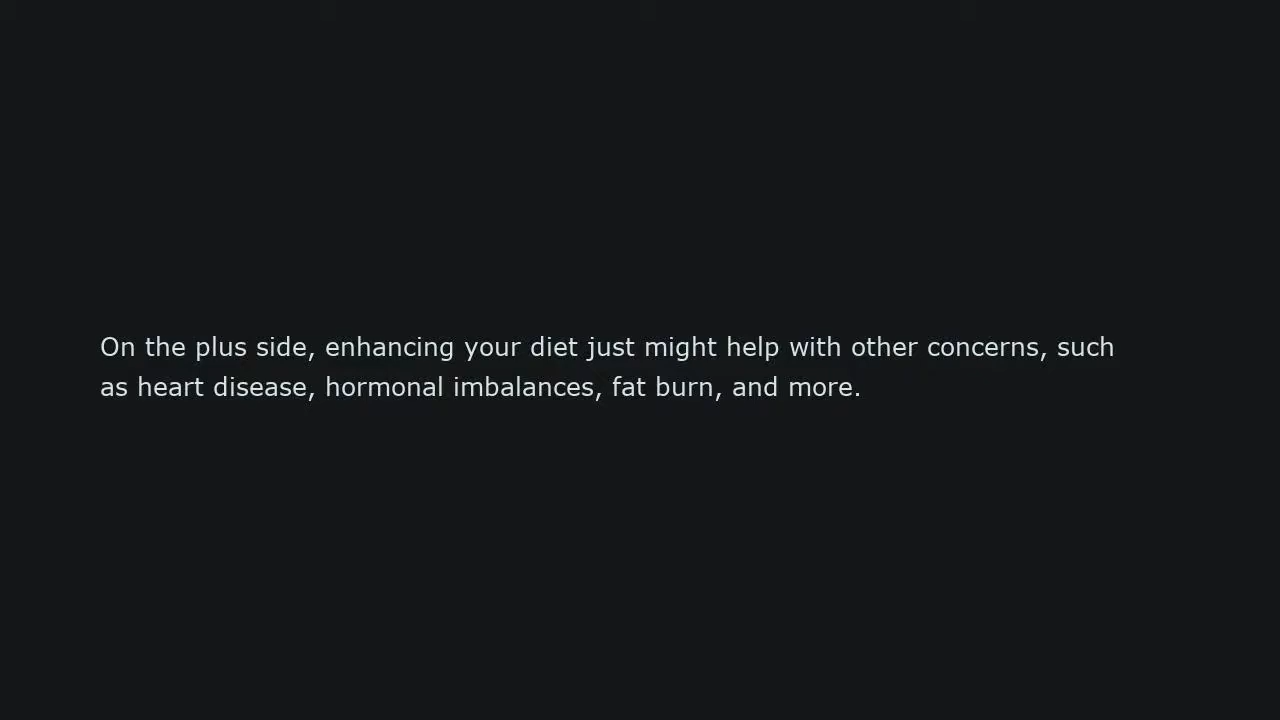 On the plus side, enhancing your diet just might help with other concerns, such
as heart disease, hormonal imbalances, fat burn, and more.